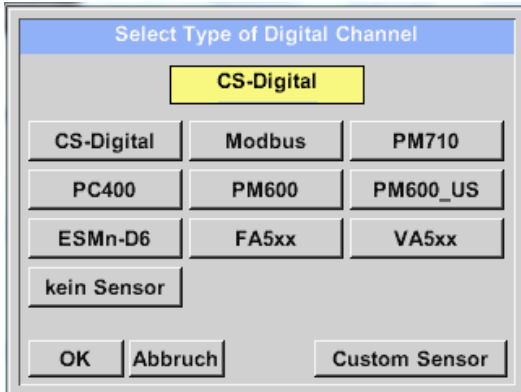 Select Type of Digital Channel
CS-Digital
CS-Digital Modbus PM710
PC400 PM600 PM600_US
ESMn-D6 FA5xx VA5xx
kein Sensor
OK Abbruch Custom Sensor